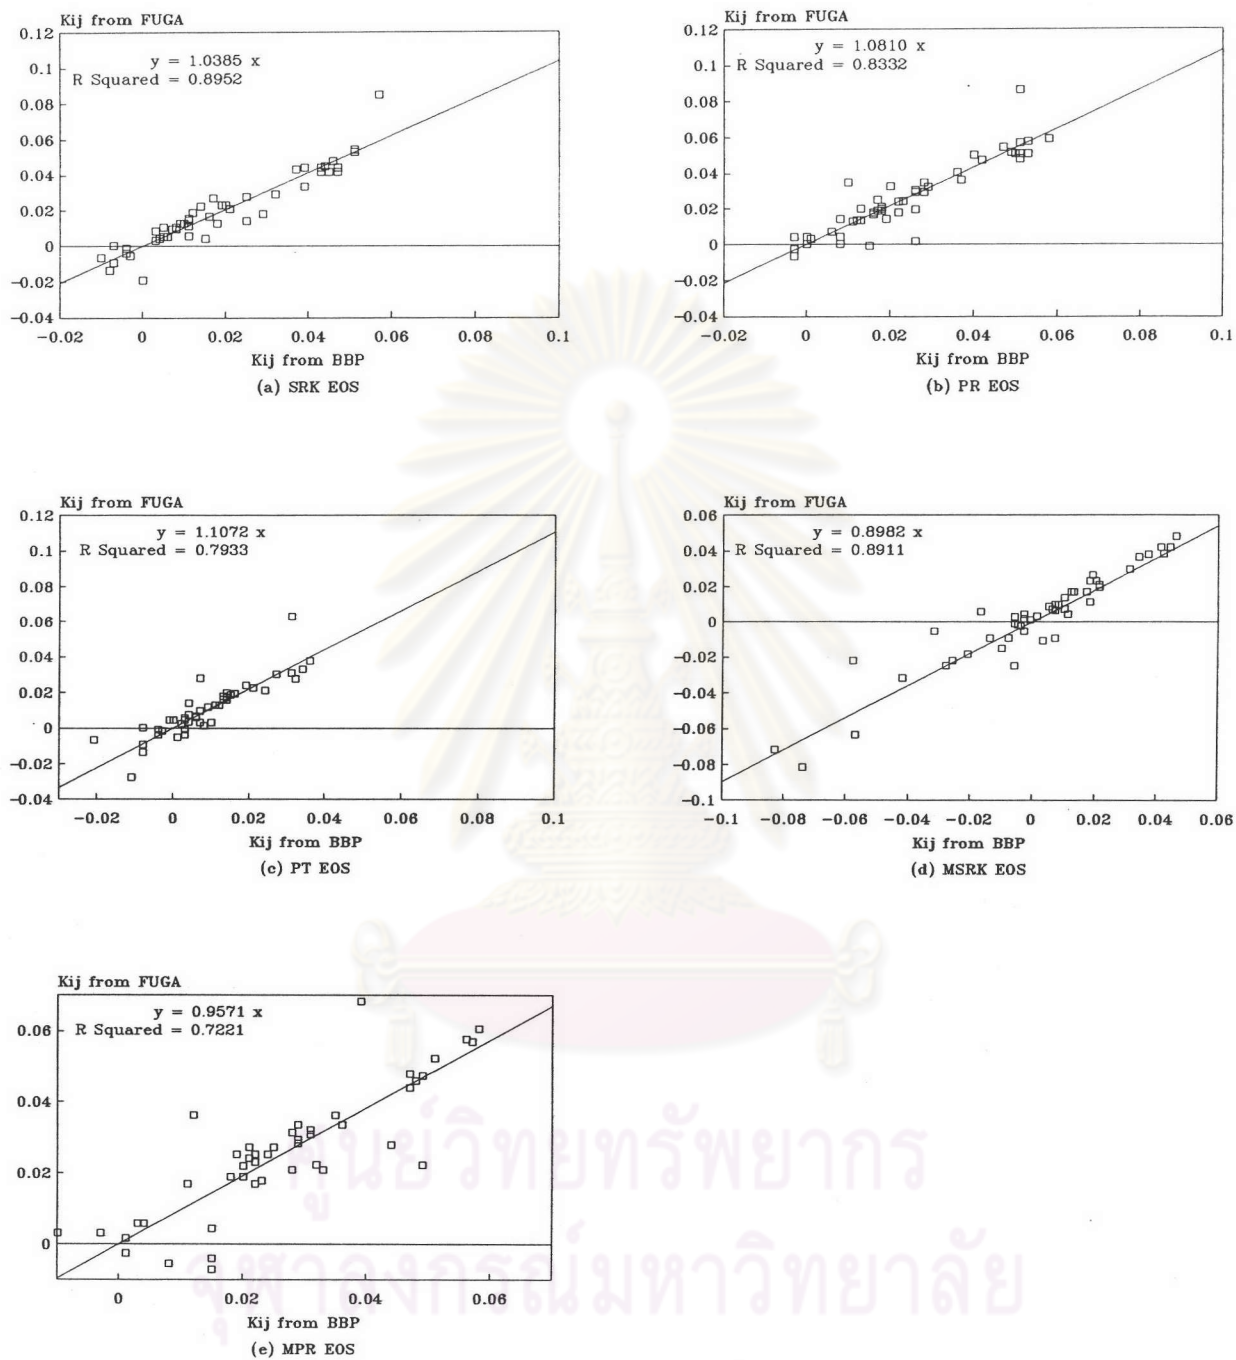 Kij from FUGA
0.12
y = 1.0385 x
0.1
R Squared = 0.8952
0.08
0.06
0.04
0.02
0
−0.02
−0.04
−0.02 0 0.02 0.04 0.06 0.08 0.1
Kij from BBP
(a) SRK EOS
Kij from FUGA
0.12
y = 1.0810 x
0.1
R Squared = 0.8332
0.08
0.06
0.04
0.02
0
−0.02
−0.04
−0.02 0 0.02 0.04 0.06 0.08 0.1
Kij from BBP
(b) PR EOS
Kij from FUGA
0.12
y = 1.1072 x
0.1
R Squared = 0.7933
0.08
0.06
0.04
0.02
0
−0.02
−0.04
−0.02 0 0.02 0.04 0.06 0.08 0.1
Kij from BBP
(c) PT EOS
Kij from FUGA
0.06
y = 0.8982 x
0.04
R Squared = 0.8911
0.02
0
−0.02
−0.04
−0.06
−0.08
−0.1
−0.1 −0.08 −0.06 −0.04 −0.02 0 0.02 0.04 0.06
Kij from BBP
(d) MSRK EOS
Kij from FUGA
y = 0.9571 x
0.06
R Squared = 0.7221
0.04
0.02
0
0 0.02 0.04 0.06
Kij from BBP
(e) MPR EOS
ศูนย์วิทยทรัพยากร
จุฬาลงกรณ์มหาวิทยาลัย